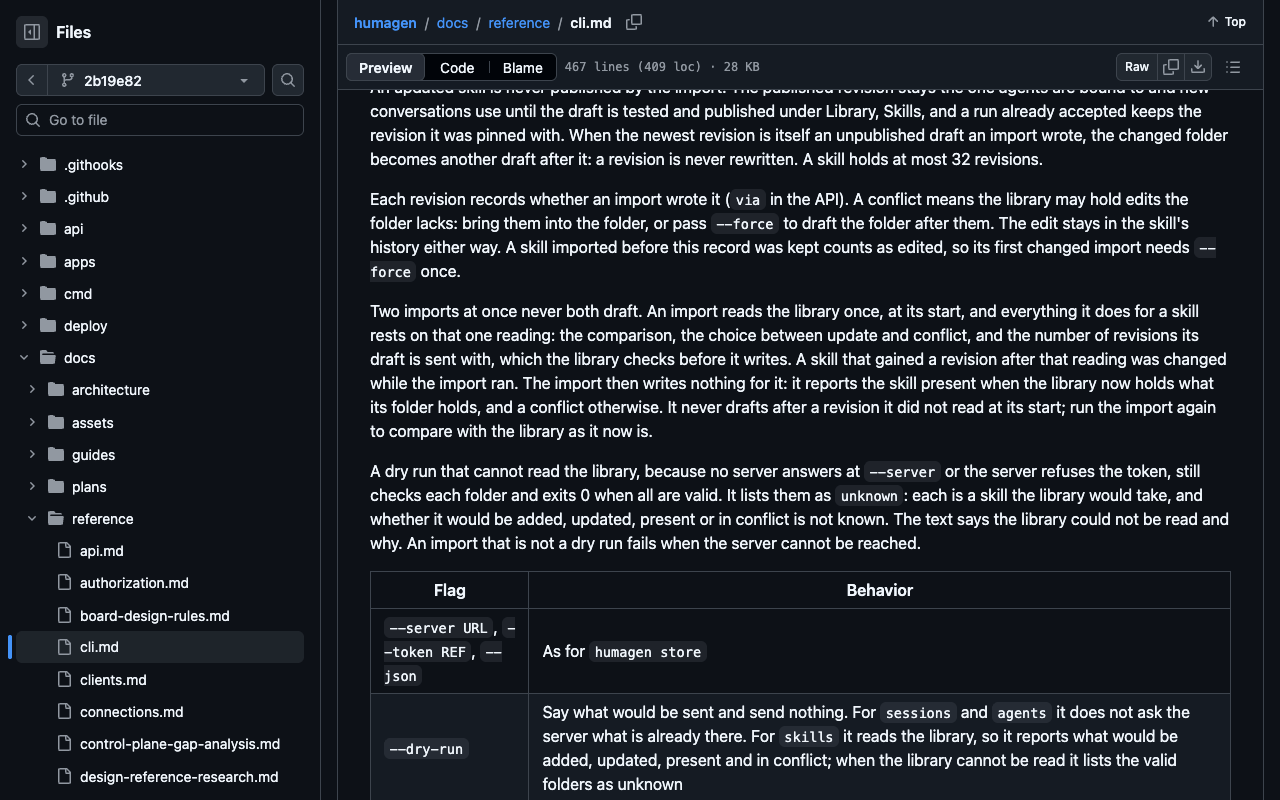 Files
2b19e82
Go to file
.githooks
.github
api
apps
cmd
deploy
docs
architecture
assets
guides
plans
reference
api.md
authorization.md
board-design-rules.md
cli.md
clients.md
connections.md
control-plane-gap-analysis.md
design-reference-research.md
humagen / docs / reference / cli.md
Top
Preview Code Blame 467 lines (409 loc) · 28 KB Raw
An updated skill is never published by the import. The published revision stays the one agents are bound to and new
conversations use until the draft is tested and published under Library, Skills, and a run already accepted keeps the
revision it was pinned with. When the newest revision is itself an unpublished draft an import wrote, the changed folder
becomes another draft after it: a revision is never rewritten. A skill holds at most 32 revisions.
Each revision records whether an import wrote it ( via in the API). A conflict means the library may hold edits the
folder lacks: bring them into the folder, or pass --force to draft the folder after them. The edit stays in the skill's
history either way. A skill imported before this record was kept counts as edited, so its first changed import needs --
force once.
Two imports at once never both draft. An import reads the library once, at its start, and everything it does for a skill
rests on that one reading: the comparison, the choice between update and conflict, and the number of revisions its
draft is sent with, which the library checks before it writes. A skill that gained a revision after that reading was changed
while the import ran. The import then writes nothing for it: it reports the skill present when the library now holds what
its folder holds, and a conflict otherwise. It never drafts after a revision it did not read at its start; run the import again
to compare with the library as it now is.
A dry run that cannot read the library, because no server answers at --server or the server refuses the token, still
checks each folder and exits 0 when all are valid. It lists them as unknown : each is a skill the library would take, and
whether it would be added, updated, present or in conflict is not known. The text says the library could not be read and
why. An import that is not a dry run fails when the server cannot be reached.
Flag Behavior
--server URL , -
-token REF , --
json
As for humagen store
--dry-run
Say what would be sent and send nothing. For sessions and agents it does not ask the
server what is already there. For skills it reads the library, so it reports what would be
added, updated, present and in conflict; when the library cannot be read it lists the valid
folders as unknown